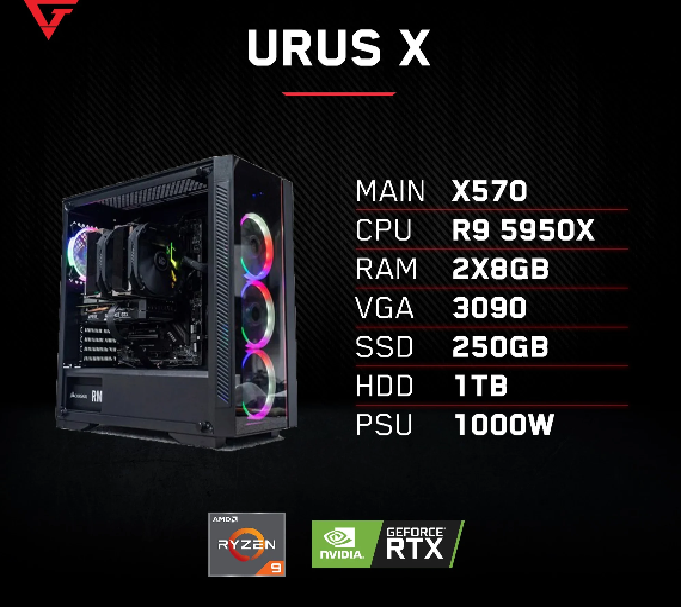 URUS X
MAIN X570
CPU R9 5950X
RAM 2X8GB
VGA 3090
SSD 250GB
HDD 1TB
PSU 1000W
AMD
RYZEN
9
NVIDIA.
GEFORCE
RTX